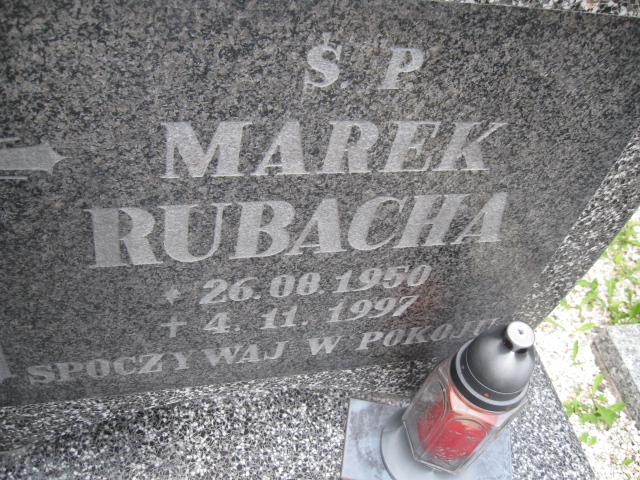 Ś. P
MAREK
RUBACHA
* 26.08.1950
+ 4.11.1997
SPOCZYWAJ W POKOJU